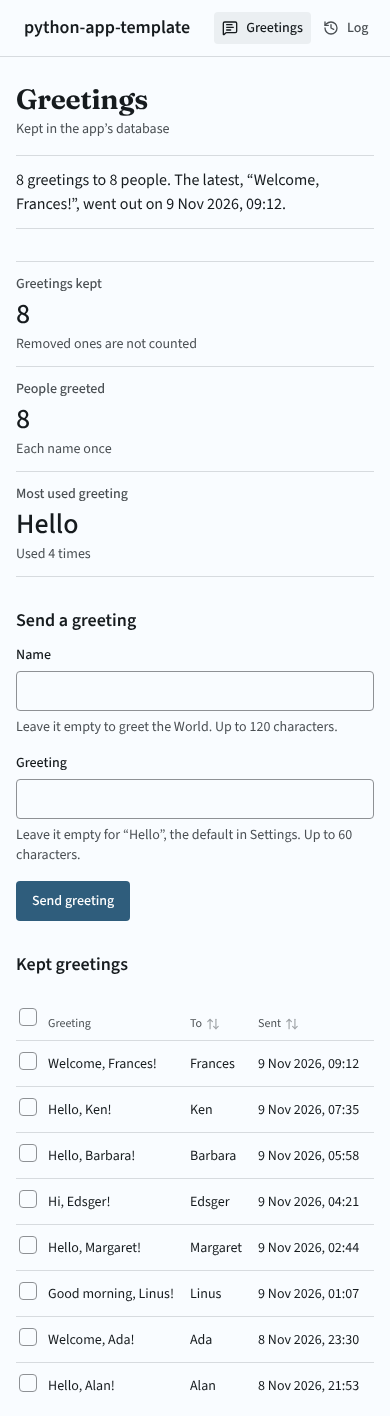 python-app-template Greetings Log
Greetings
Kept in the app’s database
8 greetings to 8 people. The latest, “Welcome,
Frances!”, went out on 9 Nov 2026, 09:12.
Greetings kept
8
Removed ones are not counted
People greeted
8
Each name once
Most used greeting
Hello
Used 4 times
Send a greeting
Name
Leave it empty to greet the World. Up to 120 characters.
Greeting
Leave it empty for “Hello”, the default in Settings. Up to 60
characters.
Send greeting
Kept greetings
Greeting To Sent
Welcome, Frances! Frances 9 Nov 2026, 09:12
Hello, Ken! Ken 9 Nov 2026, 07:35
Hello, Barbara! Barbara 9 Nov 2026, 05:58
Hi, Edsger! Edsger 9 Nov 2026, 04:21
Hello, Margaret! Margaret 9 Nov 2026, 02:44
Good morning, Linus! Linus 9 Nov 2026, 01:07
Welcome, Ada! Ada 8 Nov 2026, 23:30
Hello, Alan! Alan 8 Nov 2026, 21:53